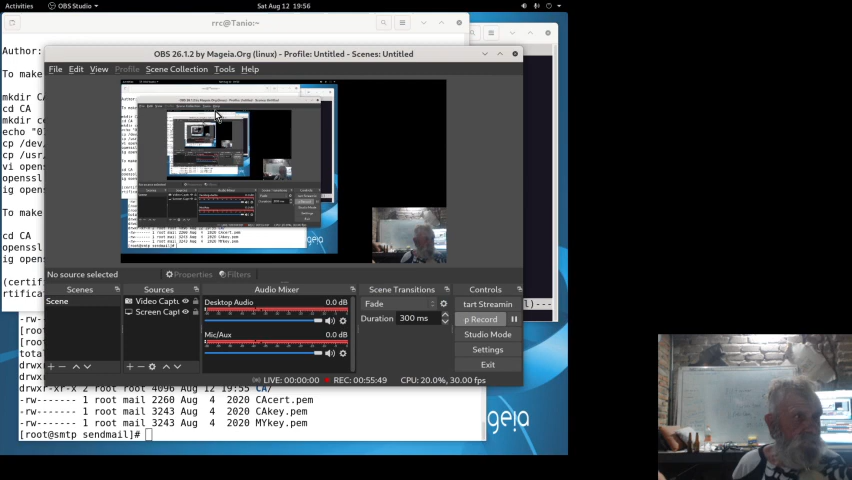 Activities
OBS Studio
Sat Aug 12 19:56
rrc@Tanio:~
Author:
To make
mkdir CA
cd CA
mkdir ce
echo "01
cp /dev/
cp /usr/
vi opens
openssl
ig opens
To make
cd CA
openssl
ig opens
(certif
rtificat
OBS 26.1.2 by Mageia.Org (linux) - Profile: Untitled - Scenes: Untitled
File Edit View Profile Scene Collection Tools Help
No source selected
Properties
Filters
Scenes
Sources
Audio Mixer
Scene Transitions
Controls
Scene
Video Captu
Screen Capt
Desktop Audio 0.0 dB
Mic/Aux 0.0 dB
Fade
Duration 300 ms
tart Streamin
p Record
Studio Mode
Settings
Exit
LIVE: 00:00:00
REC: 00:55:49
CPU: 20.0%, 30.00 fps
l)---
-rw-
[root
[root
total
drwx
drwxr-xr-x 2 root root 4096 Aug 12 19:55 CA/
-rw------- 1 root mail 2260 Aug 4 2020 CAcert.pem
-rw------- 1 root mail 3243 Aug 4 2020 CAkey.pem
-rw------- 1 root mail 3243 Aug 4 2020 MYkey.pem
[root@smtp sendmail]#
geia